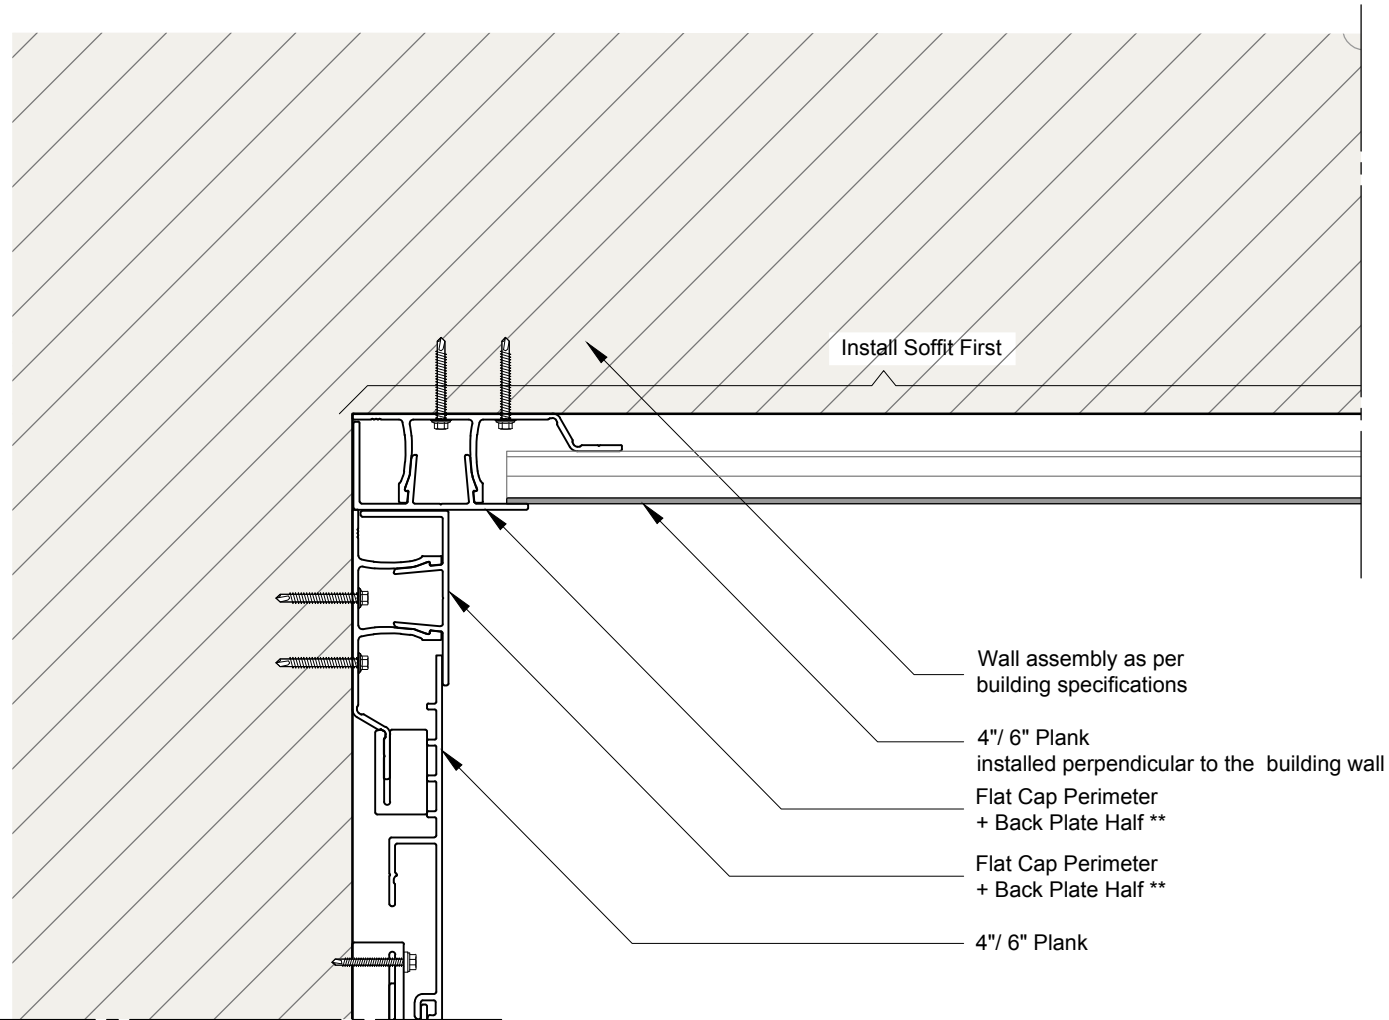 Install Soffit First
Wall assembly as per
building specifications
4"/ 6" Plank
installed perpendicular to the  building wall
Flat Cap Perimeter
+ Back Plate Half **
Flat Cap Perimeter
+ Back Plate Half **
4"/ 6" Plank